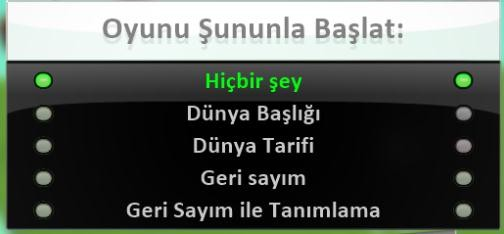 Oyunu Şununla Başlat:
Hiçbir şey
Dünya Başlığı
Dünya Tarifi
Geri sayım
Geri Sayım ile Tanımlama